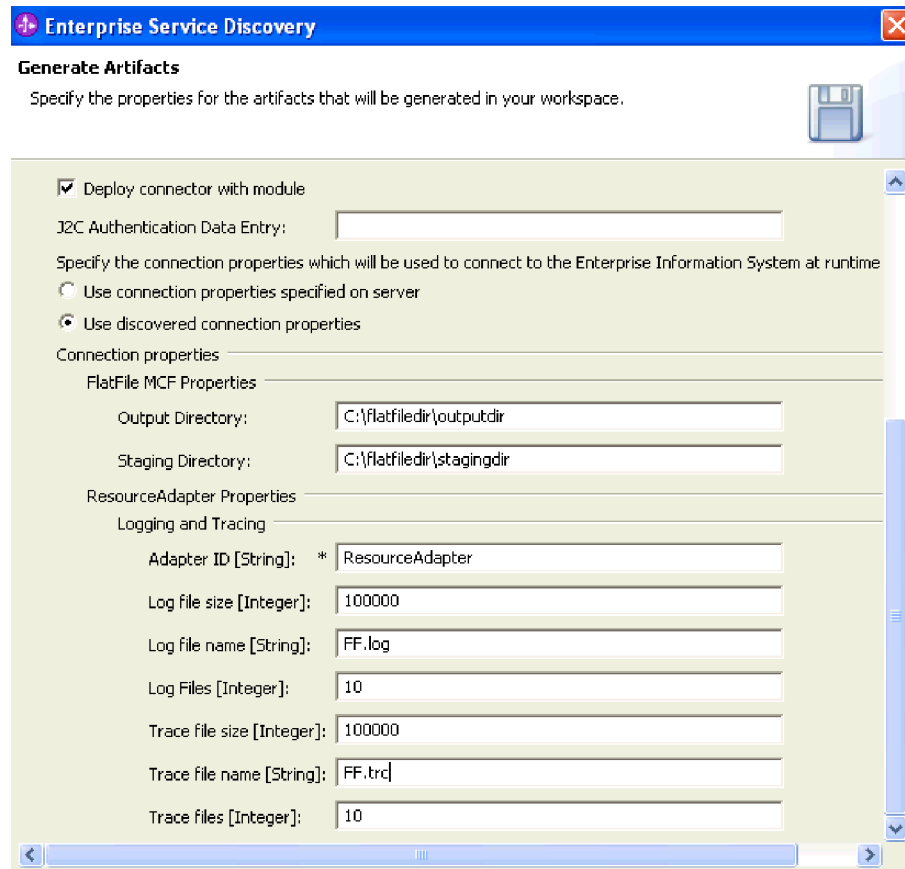 Enterprise Service Discovery
Generate Artifacts
Specify the properties for the artifacts that will be generated in your workspace.
Deploy connector with module
J2C Authentication Data Entry:
Specify the connection properties which will be used to connect to the Enterprise Information System at runtime
Use connection properties specified on server
Use discovered connection properties
Connection properties
FlatFile MCF Properties
Output Directory: C:\flatfiledir\outputdir
Staging Directory: C:\flatfiledir\stagingdir
ResourceAdapter Properties
Logging and Tracing
Adapter ID [String]: * ResourceAdapter
Log file size [Integer]: 100000
Log file name [String]: FF.log
Log Files [Integer]: 10
Trace file size [Integer]: 100000
Trace file name [String]: FF.trc
Trace files [Integer]: 10